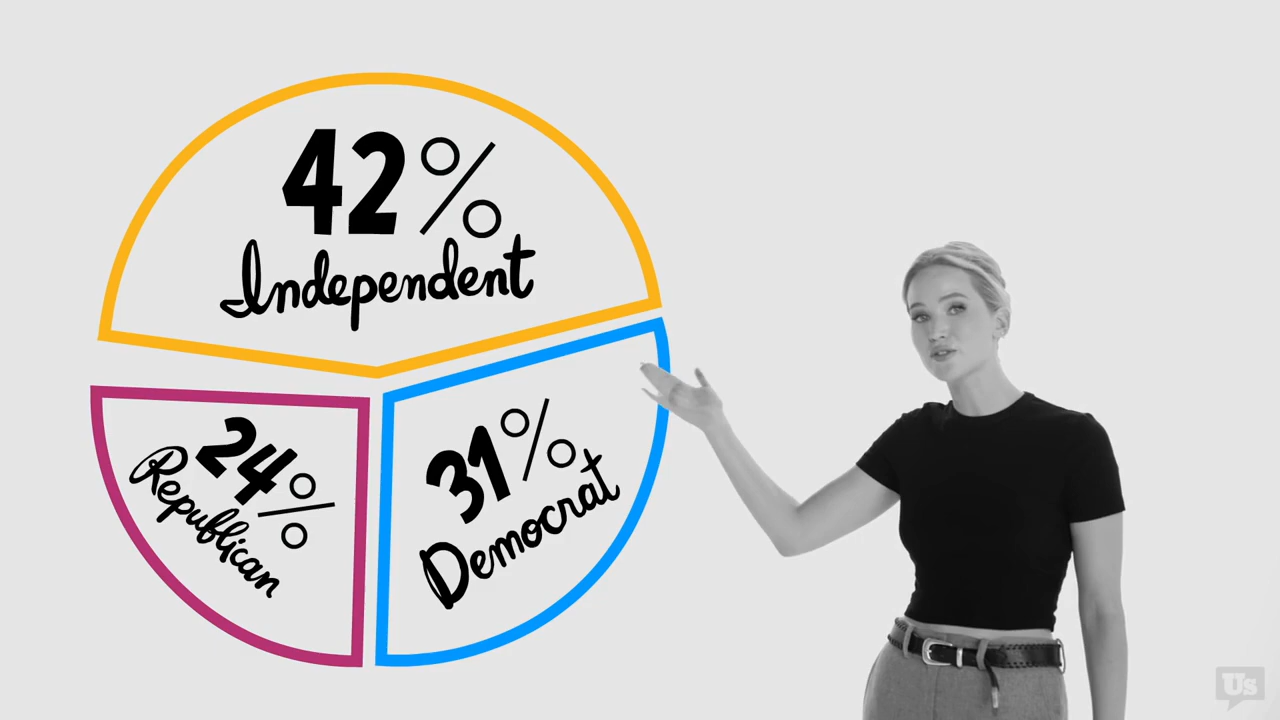 42%
Independent
24%
Republican
31%
Democrat
Us